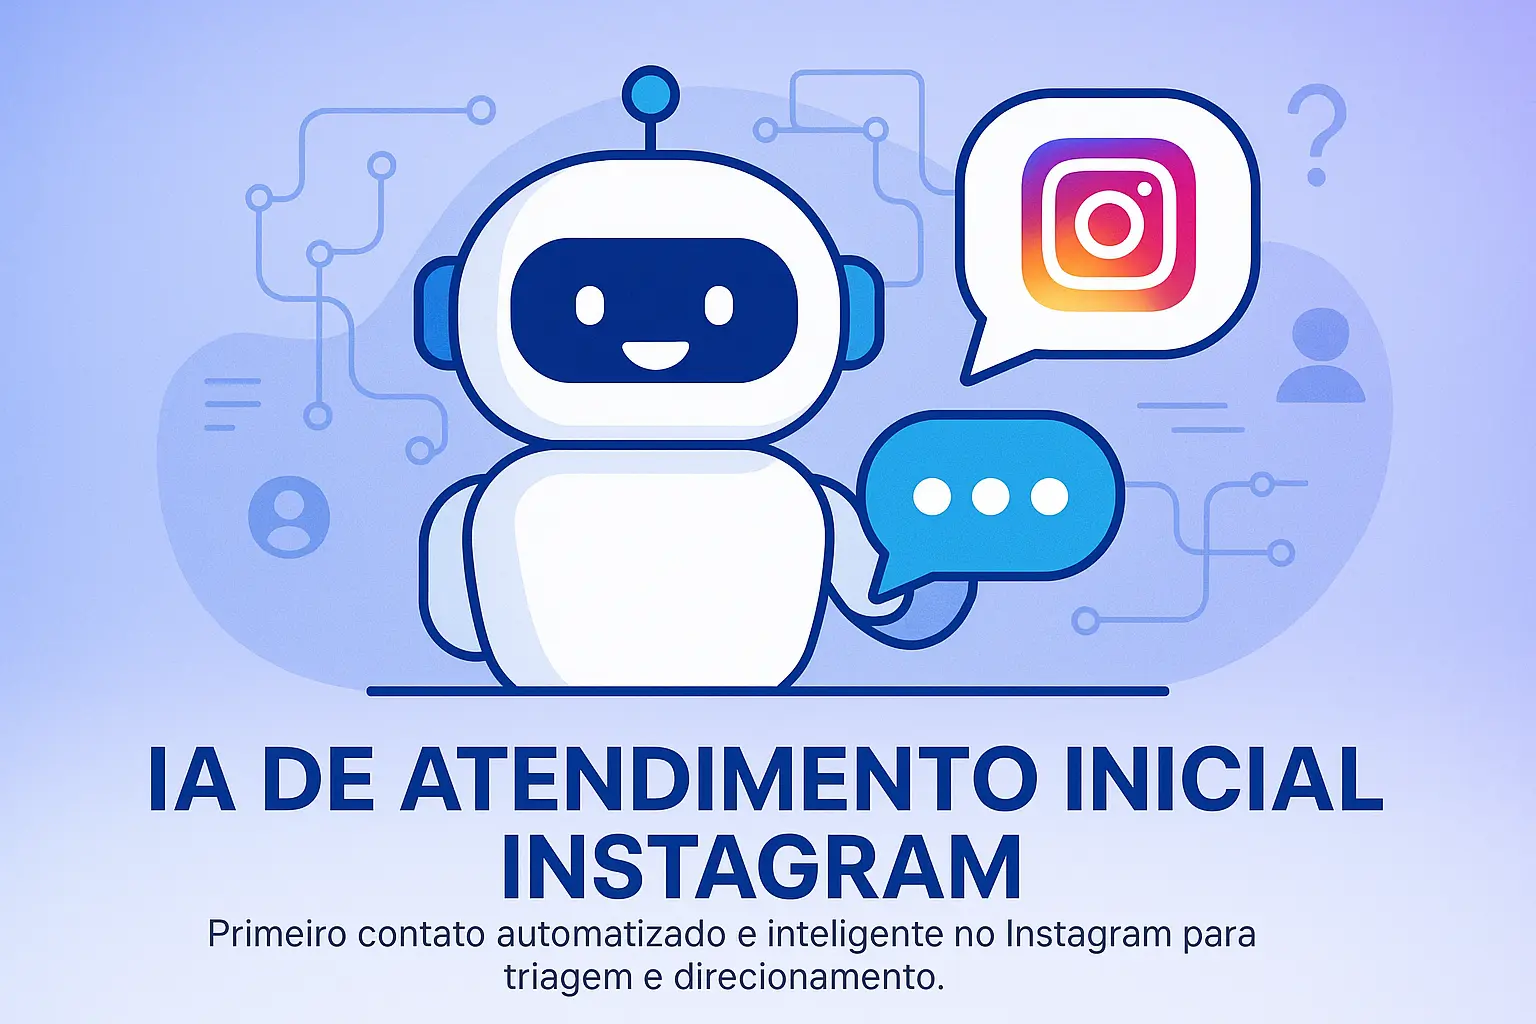 IA DE ATENDIMENTO INICIAL
INSTAGRAM
Primeiro contato automatizado e inteligente no Instagram para
triagem e direcionamento.